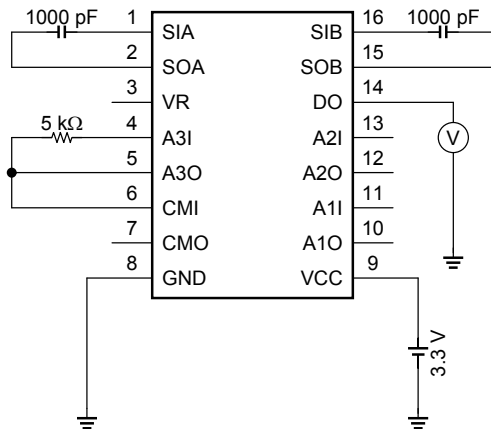 1000 pF 1 SIA SIB 16 1000 pF
2 SOA SOB 15
3 VR DO 14
5 kΩ 4 A3I A2I 13
V
5 A3O A2O 12
6 CMI A1I 11
7 CMO A1O 10
8 GND VCC 9
3.3 V